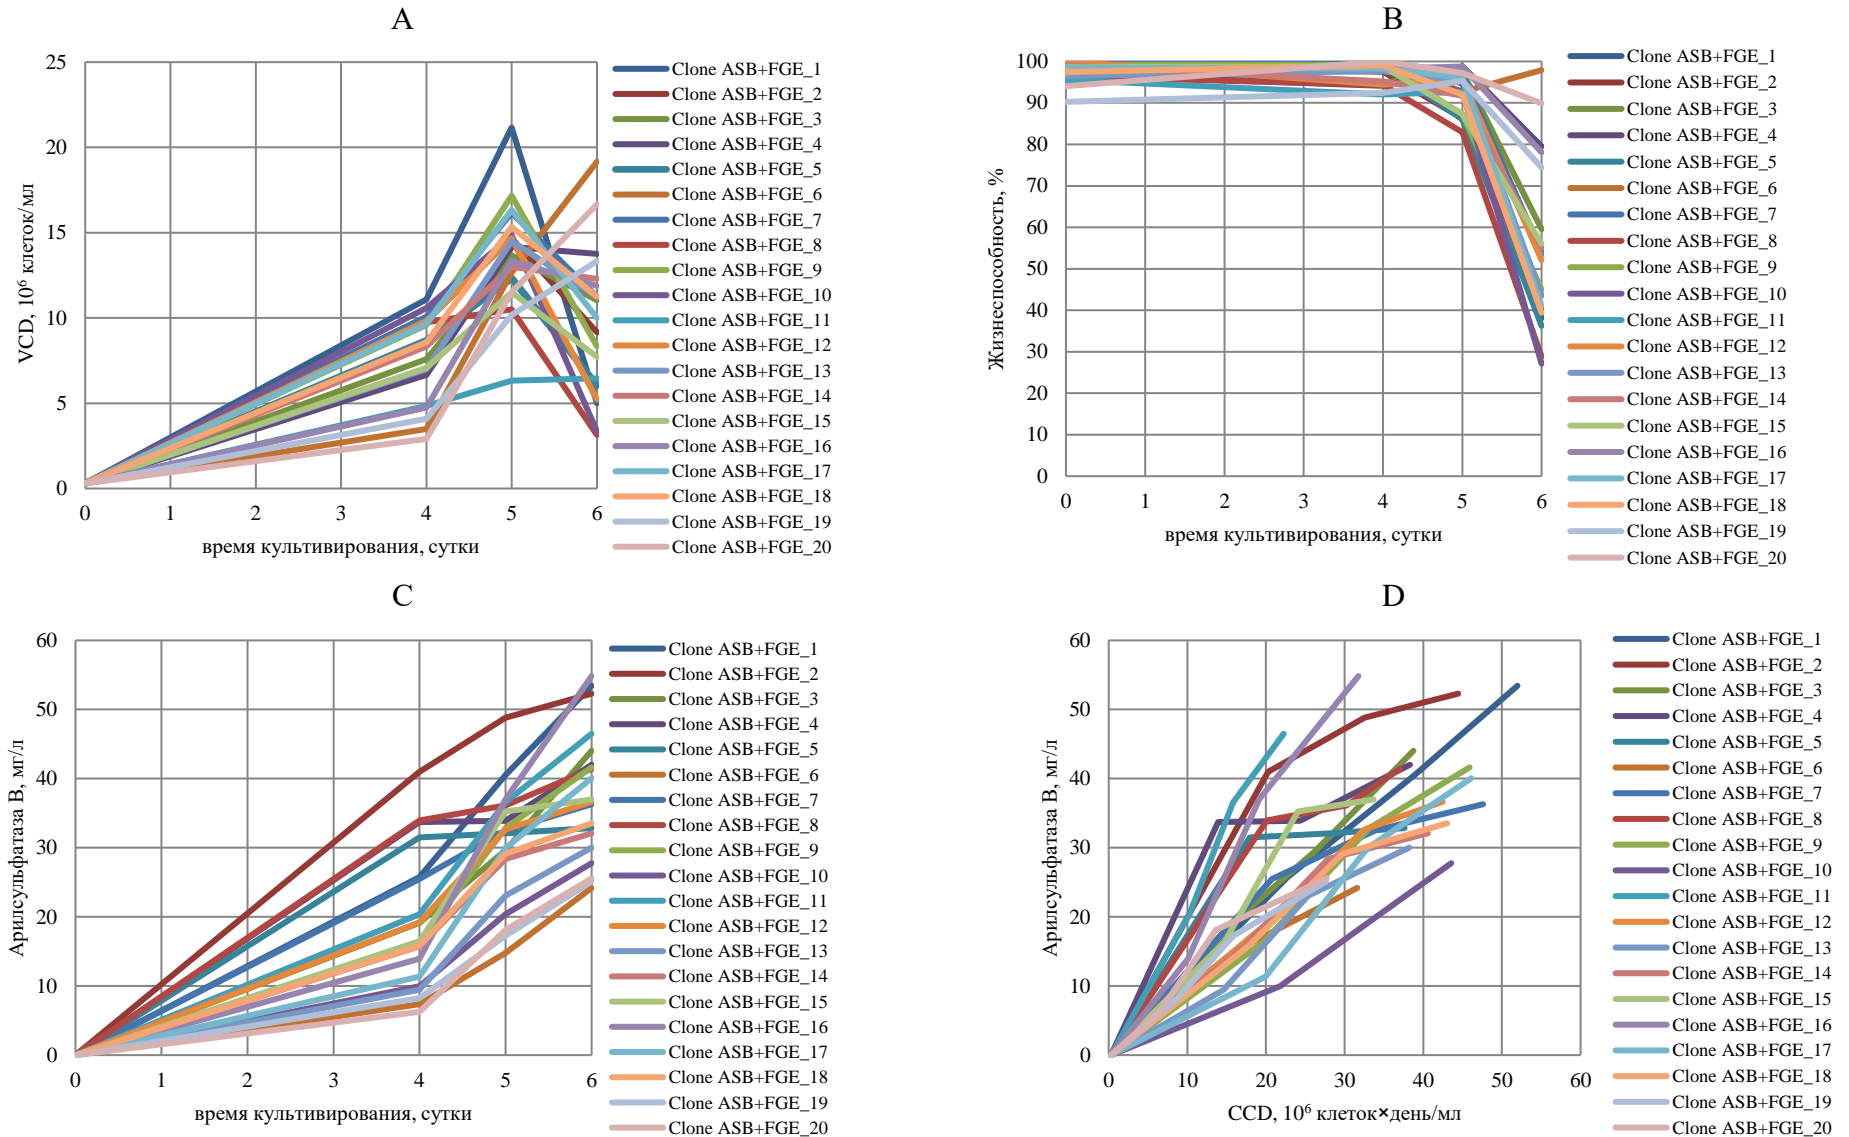 A
25
20
15
10
5
0
VCD, 10⁶ клеток/мл
0 1 2 3 4 5 6
время культивирования, сутки
Clone ASB+FGE_1
Clone ASB+FGE_2
Clone ASB+FGE_3
Clone ASB+FGE_4
Clone ASB+FGE_5
Clone ASB+FGE_6
Clone ASB+FGE_7
Clone ASB+FGE_8
Clone ASB+FGE_9
Clone ASB+FGE_10
Clone ASB+FGE_11
Clone ASB+FGE_12
Clone ASB+FGE_13
Clone ASB+FGE_14
Clone ASB+FGE_15
Clone ASB+FGE_16
Clone ASB+FGE_17
Clone ASB+FGE_18
Clone ASB+FGE_19
Clone ASB+FGE_20
B
100
90
80
70
60
50
40
30
20
10
0
Жизнеспособность, %
0 1 2 3 4 5 6
время культивирования, сутки
Clone ASB+FGE_1
Clone ASB+FGE_2
Clone ASB+FGE_3
Clone ASB+FGE_4
Clone ASB+FGE_5
Clone ASB+FGE_6
Clone ASB+FGE_7
Clone ASB+FGE_8
Clone ASB+FGE_9
Clone ASB+FGE_10
Clone ASB+FGE_11
Clone ASB+FGE_12
Clone ASB+FGE_13
Clone ASB+FGE_14
Clone ASB+FGE_15
Clone ASB+FGE_16
Clone ASB+FGE_17
Clone ASB+FGE_18
Clone ASB+FGE_19
Clone ASB+FGE_20
C
60
50
40
30
20
10
0
Арилсульфатаза В, мг/л
0 1 2 3 4 5 6
время культивирования, сутки
Clone ASB+FGE_1
Clone ASB+FGE_2
Clone ASB+FGE_3
Clone ASB+FGE_4
Clone ASB+FGE_5
Clone ASB+FGE_6
Clone ASB+FGE_7
Clone ASB+FGE_8
Clone ASB+FGE_9
Clone ASB+FGE_10
Clone ASB+FGE_11
Clone ASB+FGE_12
Clone ASB+FGE_13
Clone ASB+FGE_14
Clone ASB+FGE_15
Clone ASB+FGE_16
Clone ASB+FGE_17
Clone ASB+FGE_18
Clone ASB+FGE_19
Clone ASB+FGE_20
D
60
50
40
30
20
10
0
Арилсульфатаза В, мг/л
0 10 20 30 40 50 60
CCD, 10⁶ клеток×день/мл
Clone ASB+FGE_1
Clone ASB+FGE_2
Clone ASB+FGE_3
Clone ASB+FGE_4
Clone ASB+FGE_5
Clone ASB+FGE_6
Clone ASB+FGE_7
Clone ASB+FGE_8
Clone ASB+FGE_9
Clone ASB+FGE_10
Clone ASB+FGE_11
Clone ASB+FGE_12
Clone ASB+FGE_13
Clone ASB+FGE_14
Clone ASB+FGE_15
Clone ASB+FGE_16
Clone ASB+FGE_17
Clone ASB+FGE_18
Clone ASB+FGE_19
Clone ASB+FGE_20